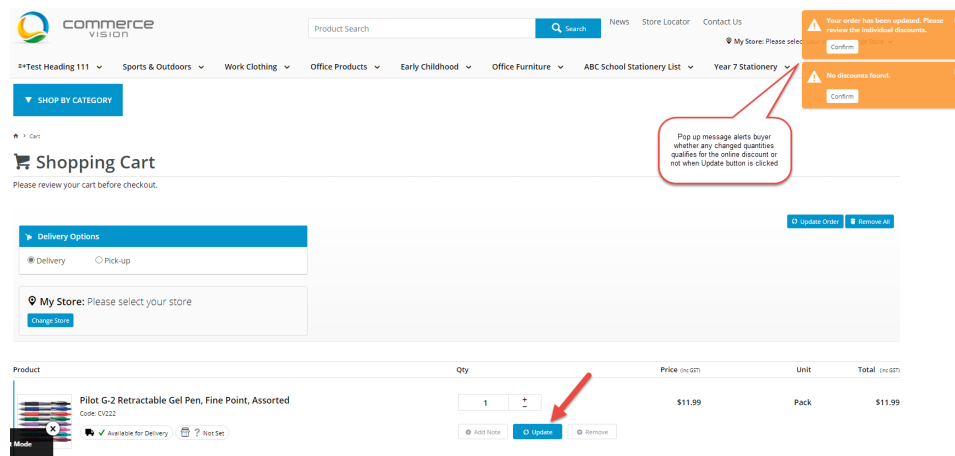 commerce
VISION
Product Search
Search
News Store Locator Contact Us
My Store: Please select
Your order has been updated. Please
review the individual discounts.
Confirm
No discounts found.
Confirm
Test Heading 111 Sports & Outdoors Work Clothing Office Products Early Childhood Office Furniture ABC School Stationery List Year 7 Stationery
SHOP BY CATEGORY
Pop up message alerts buyer
whether any changed quantities
qualifies for the online discount or
not when Update button is clicked
Cart
Shopping Cart
Please review your cart before checkout.
Update Order Remove All
Delivery Options
Delivery Pick-up
My Store: Please select your store
Change Store
Product Qty Price (inc GST) Unit Total (inc GST)
Pilot G-2 Retractable Gel Pen, Fine Point, Assorted
Code: CV222
1 + −
$11.99 Pack $11.99
Available for Delivery ? Not Set
Add Note Update Remove
t Mode